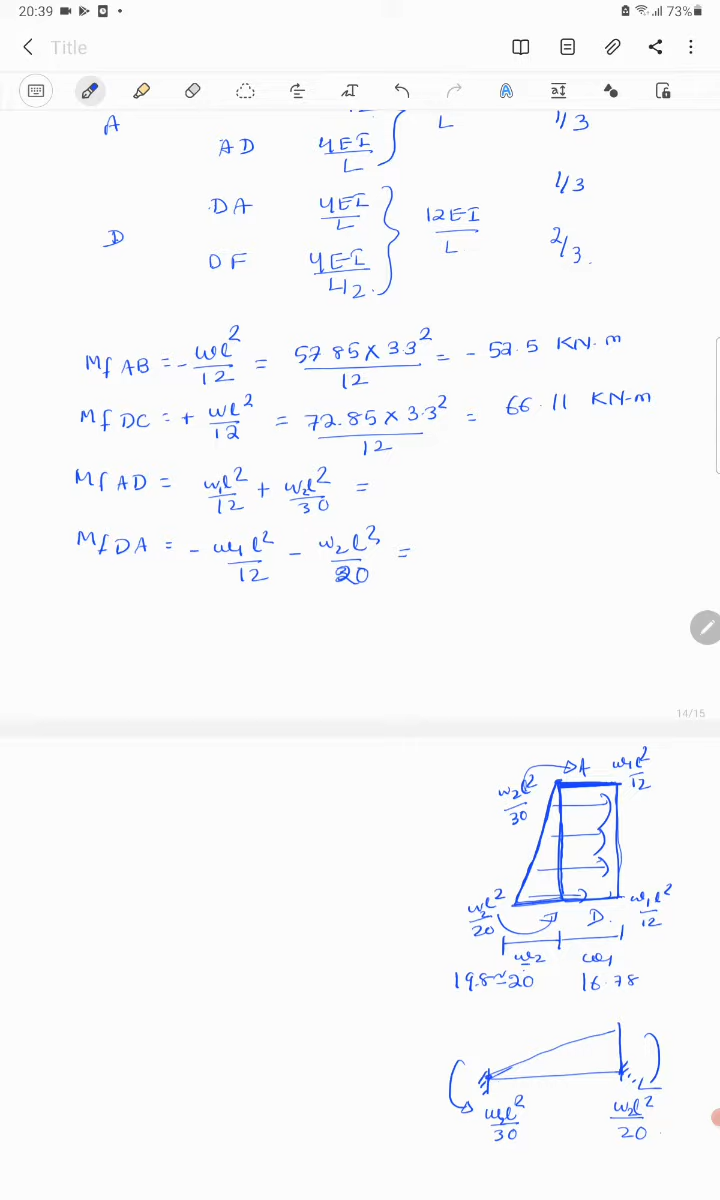 20:39 73%
Title
A L 1/3
AD 4EI/L
1/3
DA 4EI/L
D 12EI/L
DF 4EI/L/2. 2/3.
Mf AB = - wl²/12 = 57.85 x 3.3²/12 = - 52.5 KN.m
Mf DC = + wl²/12 = 72.85 x 3.3²/12 = 66.11 KN-m
Mf AD = w₁l²/12 + w₂l²/30 =
Mf DA = - w₁l²/12 - w₂l²/20 =
14/15
A w₁l²/12
w₂l²/30
w₂l²/20 D. w₁l²/12
w₂ w₁
19.8≈20 16.78
w₂l²/30 w₂l²/20